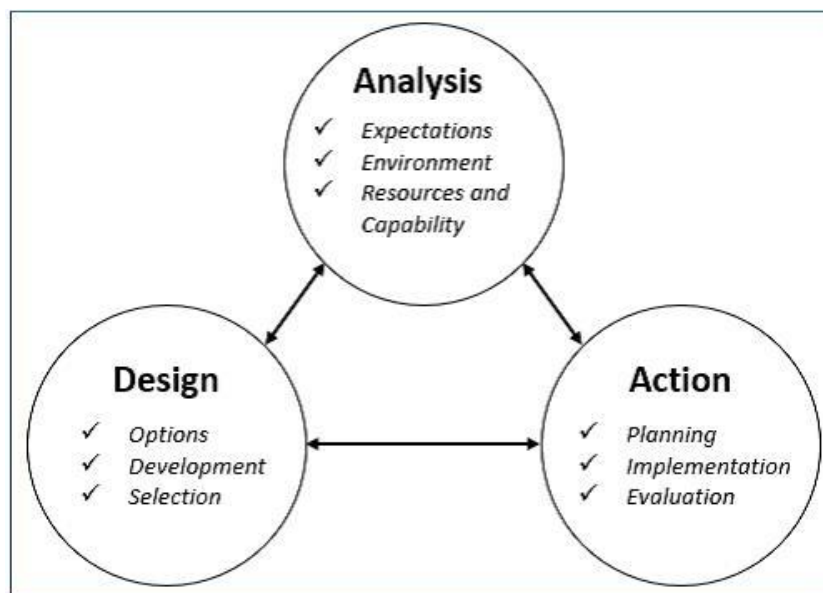 Analysis
✓ Expectations
✓ Environment
✓ Resources and
Capability
Design
✓ Options
✓ Development
✓ Selection
Action
✓ Planning
✓ Implementation
✓ Evaluation